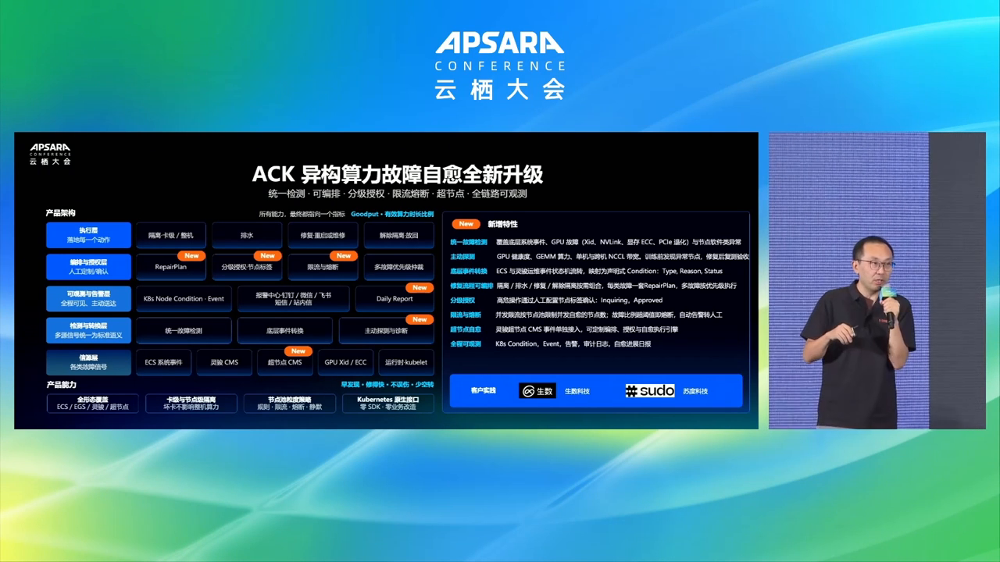 APSARA
CONFERENCE
云栖大会
APSARA
CONFERENCE
云栖大会
ACK 异构算力故障自愈全新升级
统一检测 · 可编排 · 分级授权 · 限流熔断 · 超节点 · 全链路可观测
产品架构
所有能力，最终都指向一个指标 Goodput · 有效算力时长比例
执行层
落地每一个动作
隔离·卡级 / 整机
排水
修复·重启或维修
解除隔离·放回
编排与授权层
人工定制/确认
New
RepairPlan
New
分级授权·节点标签
New
限流与熔断
多故障优先级仲裁
可观测与告警层
全程可见、主动送达
K8s Node Condition · Event
报警中心·钉钉 / 微信 / 飞书
短信 / 站内信
New
Daily Report
检测与转换层
多源信号统一为标准语义
统一故障检测
底层事件转换
New
主动探测与诊断
信源层
各类故障信号
ECS 系统事件
灵骏 CMS
New
超节点 CMS
GPU Xid / ECC
运行时·kubelet
产品能力
早发现 · 修得快 · 不误伤 · 少空转
全形态覆盖
ECS / EGS / 灵骏 / 超节点
卡级与节点级隔离
坏卡不影响整机算力
节点池粒度策略
规则 · 限流 · 熔断 · 静默
Kubernetes 原生接口
零 SDK · 零业务改造
New 新增特性
统一故障检测 覆盖底层系统事件、GPU 故障（Xid、NVLink、显存 ECC、PCIe 退化）与节点软件类异常
主动探测 GPU 健康度、GEMM 算力、单机与跨机 NCCL 带宽。训练前发现异常节点，修复后复测验收
底层事件转换 ECS 与灵骏运维事件状态机流转，映射为声明式 Condition：Type, Reason, Status
修复流程可编排 隔离 / 排水 / 修复 / 解除隔离按需组合，每类故障一套RepairPlan，多故障按优先级执行
分级授权 高危操作通过人工配置节点标签确认：Inquiring，Approved
限流与熔断 并发限流按节点池限制并发自愈的节点数；故障比例超阈值即熔断，自动告警转人工
超节点自愈 灵骏超节点 CMS 事件单独接入，可定制编排、授权与自愈执行引擎
全程可观测 K8s Condition，Event，告警，审计日志，自愈进展日报
客户实践
生数
生数科技
sudo
苏度科技